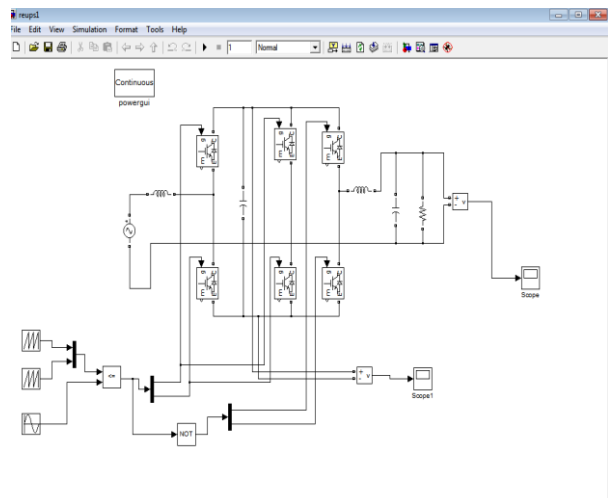 reups1
File Edit View Simulation Format Tools Help
1 Normal
Continuous
powergui
g C
E
g C
E
g C
E
+
+
-
v
Scope
g C
E
g C
E
g C
E
<=
NOT
+
-
v
Scope1